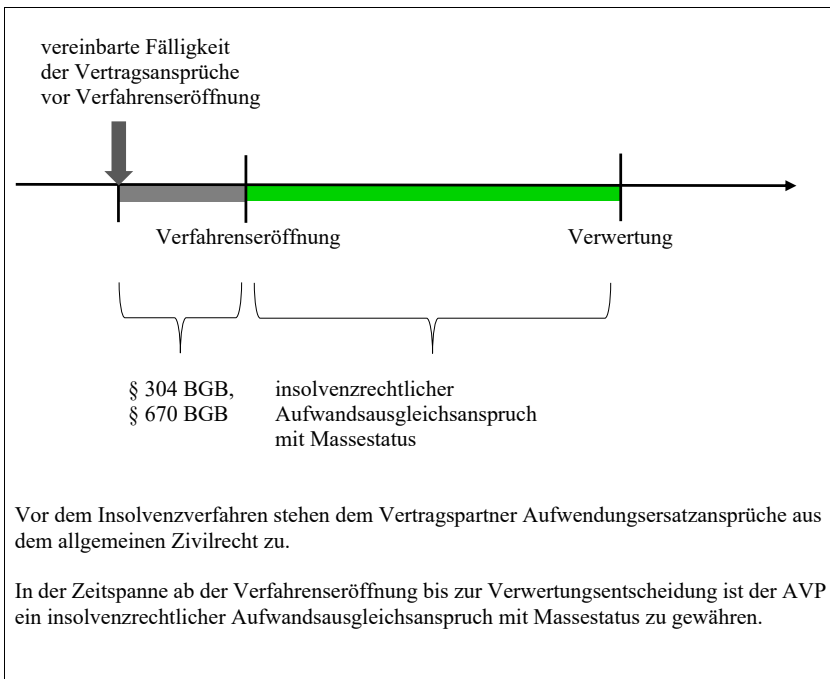 vereinbarte Fälligkeit
der Vertragsansprüche
vor Verfahrenseröffnung
Verfahrenseröffnung
Verwertung
§ 304 BGB,
§ 670 BGB
insolvenzrechtlicher
Aufwandsausgleichsanspruch
mit Massestatus
Vor dem Insolvenzverfahren stehen dem Vertragspartner Aufwendungsersatzansprüche aus
dem allgemeinen Zivilrecht zu.
In der Zeitspanne ab der Verfahrenseröffnung bis zur Verwertungsentscheidung ist der AVP
ein insolvenzrechtlicher Aufwandsausgleichsanspruch mit Massestatus zu gewähren.